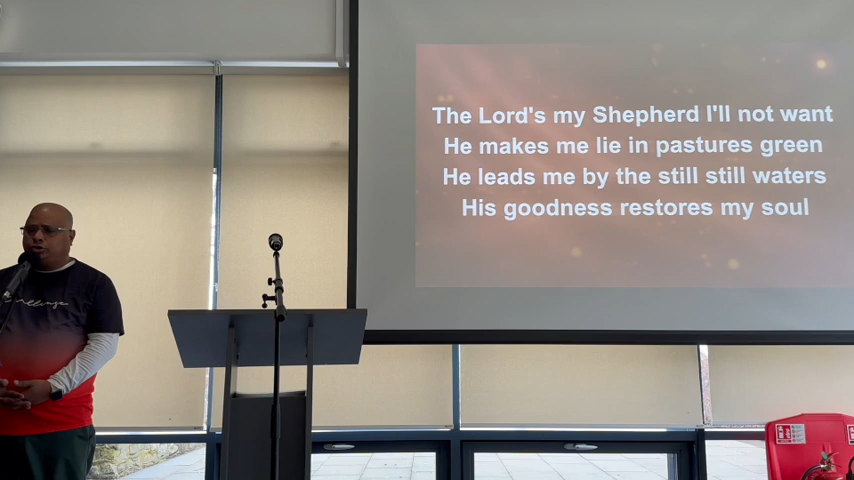 The Lord's my Shepherd I'll not want
He makes me lie in pastures green
He leads me by the still still waters
His goodness restores my soul